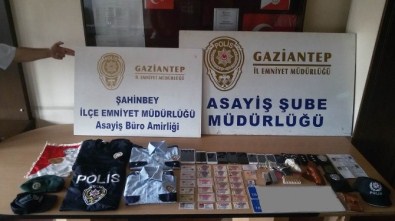 GAZİANTEP
İL EMNİYET MÜDÜRLÜĞÜ
ŞAHİNBEY
İLÇE EMNİYET MÜDÜRLÜĞÜ
Asayiş Büro Amirliği
POLİS
GAZİANTEP
İL EMNİYET MÜDÜRLÜĞÜ
ASAYİŞ ŞUBE
MÜDÜRLÜĞÜ
POLİS